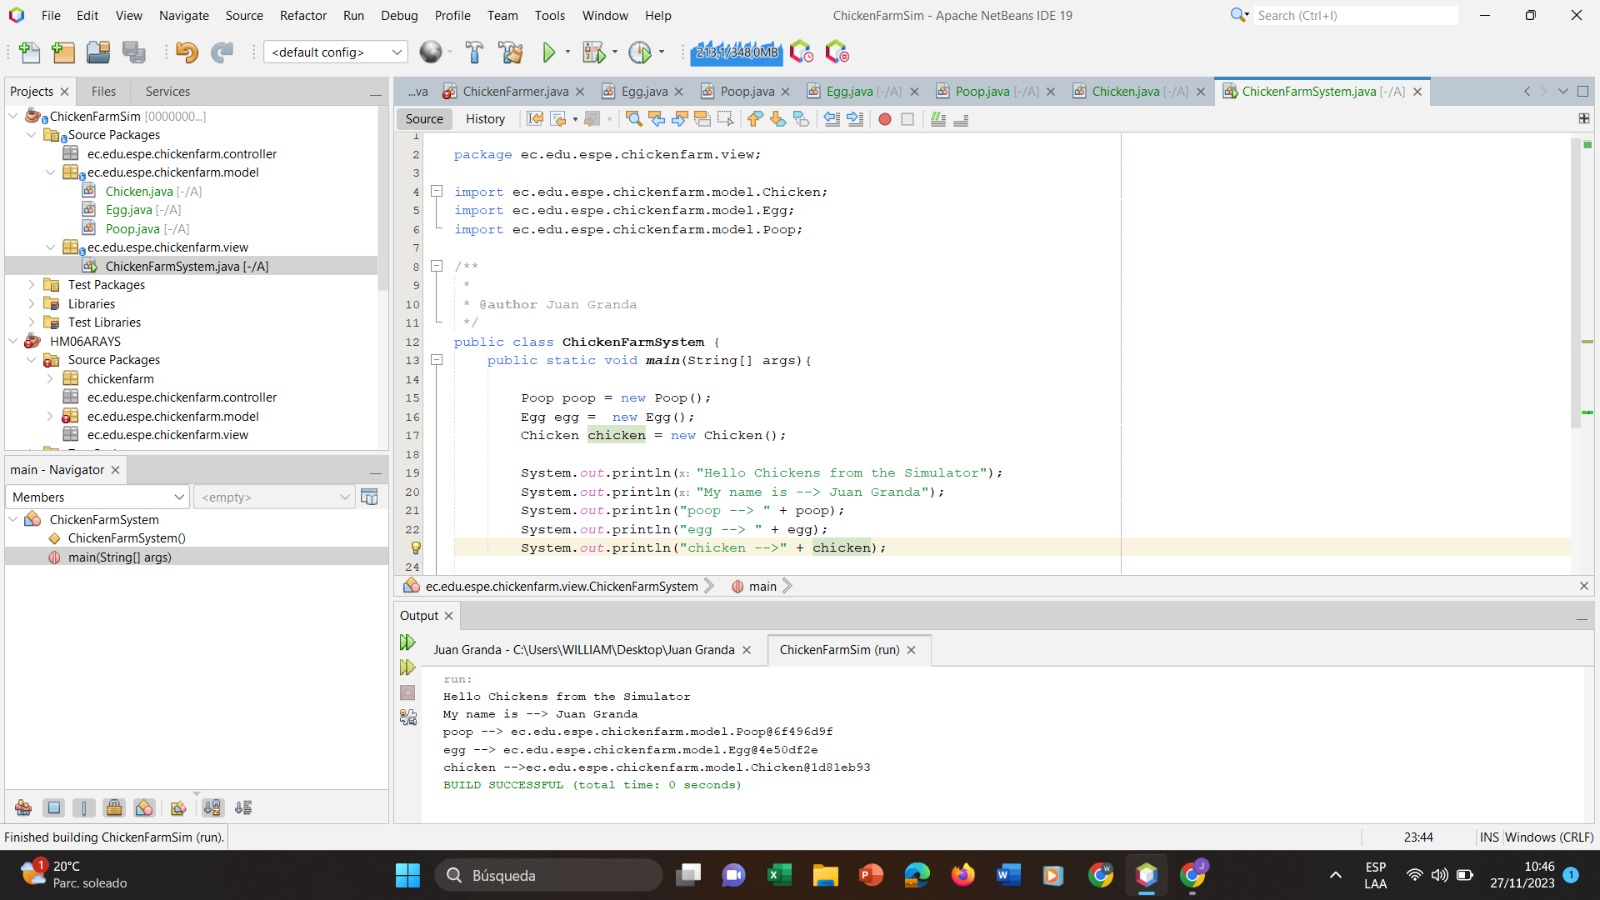 File Edit View Navigate Source Refactor Run Debug Profile Team Tools Window Help
ChickenFarmSim - Apache NetBeans IDE 19
Search (Ctrl+I)
<default config>
213,1/348,0MB
Projects
Files
Services
ChickenFarmSim [0000000...]
Source Packages
ec.edu.espe.chickenfarm.controller
ec.edu.espe.chickenfarm.model
Chicken.java [-/A]
Egg.java [-/A]
Poop.java [-/A]
ec.edu.espe.chickenfarm.view
ChickenFarmSystem.java [-/A]
Test Packages
Libraries
Test Libraries
HM06ARAYS
Source Packages
chickenfarm
ec.edu.espe.chickenfarm.controller
ec.edu.espe.chickenfarm.model
ec.edu.espe.chickenfarm.view
main - Navigator
Members
<empty>
ChickenFarmSystem
ChickenFarmSystem()
main(String[] args)
...va ChickenFarmer.java Egg.java Poop.java Egg.java [-/A] Poop.java [-/A] Chicken.java [-/A] ChickenFarmSystem.java [-/A]
Source History
1
2 package ec.edu.espe.chickenfarm.view;
3
4 import ec.edu.espe.chickenfarm.model.Chicken;
5 import ec.edu.espe.chickenfarm.model.Egg;
6 import ec.edu.espe.chickenfarm.model.Poop;
7
8 /**
9 *
10 * @author Juan Granda
11 */
12 public class ChickenFarmSystem {
13 public static void main(String[] args){
14
15 Poop poop = new Poop();
16 Egg egg =  new Egg();
17 Chicken chicken = new Chicken();
18
19 System.out.println(x: "Hello Chickens from the Simulator");
20 System.out.println(x: "My name is --> Juan Granda");
21 System.out.println("poop --> " + poop);
22 System.out.println("egg --> " + egg);
System.out.println("chicken -->" + chicken);
24
ec.edu.espe.chickenfarm.view.ChickenFarmSystem
main
Output
Juan Granda - C:\Users\WILLIAM\Desktop\Juan Granda
ChickenFarmSim (run)
run:
Hello Chickens from the Simulator
My name is --> Juan Granda
poop --> ec.edu.espe.chickenfarm.model.Poop@6f496d9f
egg --> ec.edu.espe.chickenfarm.model.Egg@4e50df2e
chicken -->ec.edu.espe.chickenfarm.model.Chicken@1d81eb93
BUILD SUCCESSFUL (total time: 0 seconds)
Finished building ChickenFarmSim (run).
23:44
INS
Windows (CRLF)
1
20°C
Parc. soleado
Búsqueda
ESP
LAA
10:46
27/11/2023
1